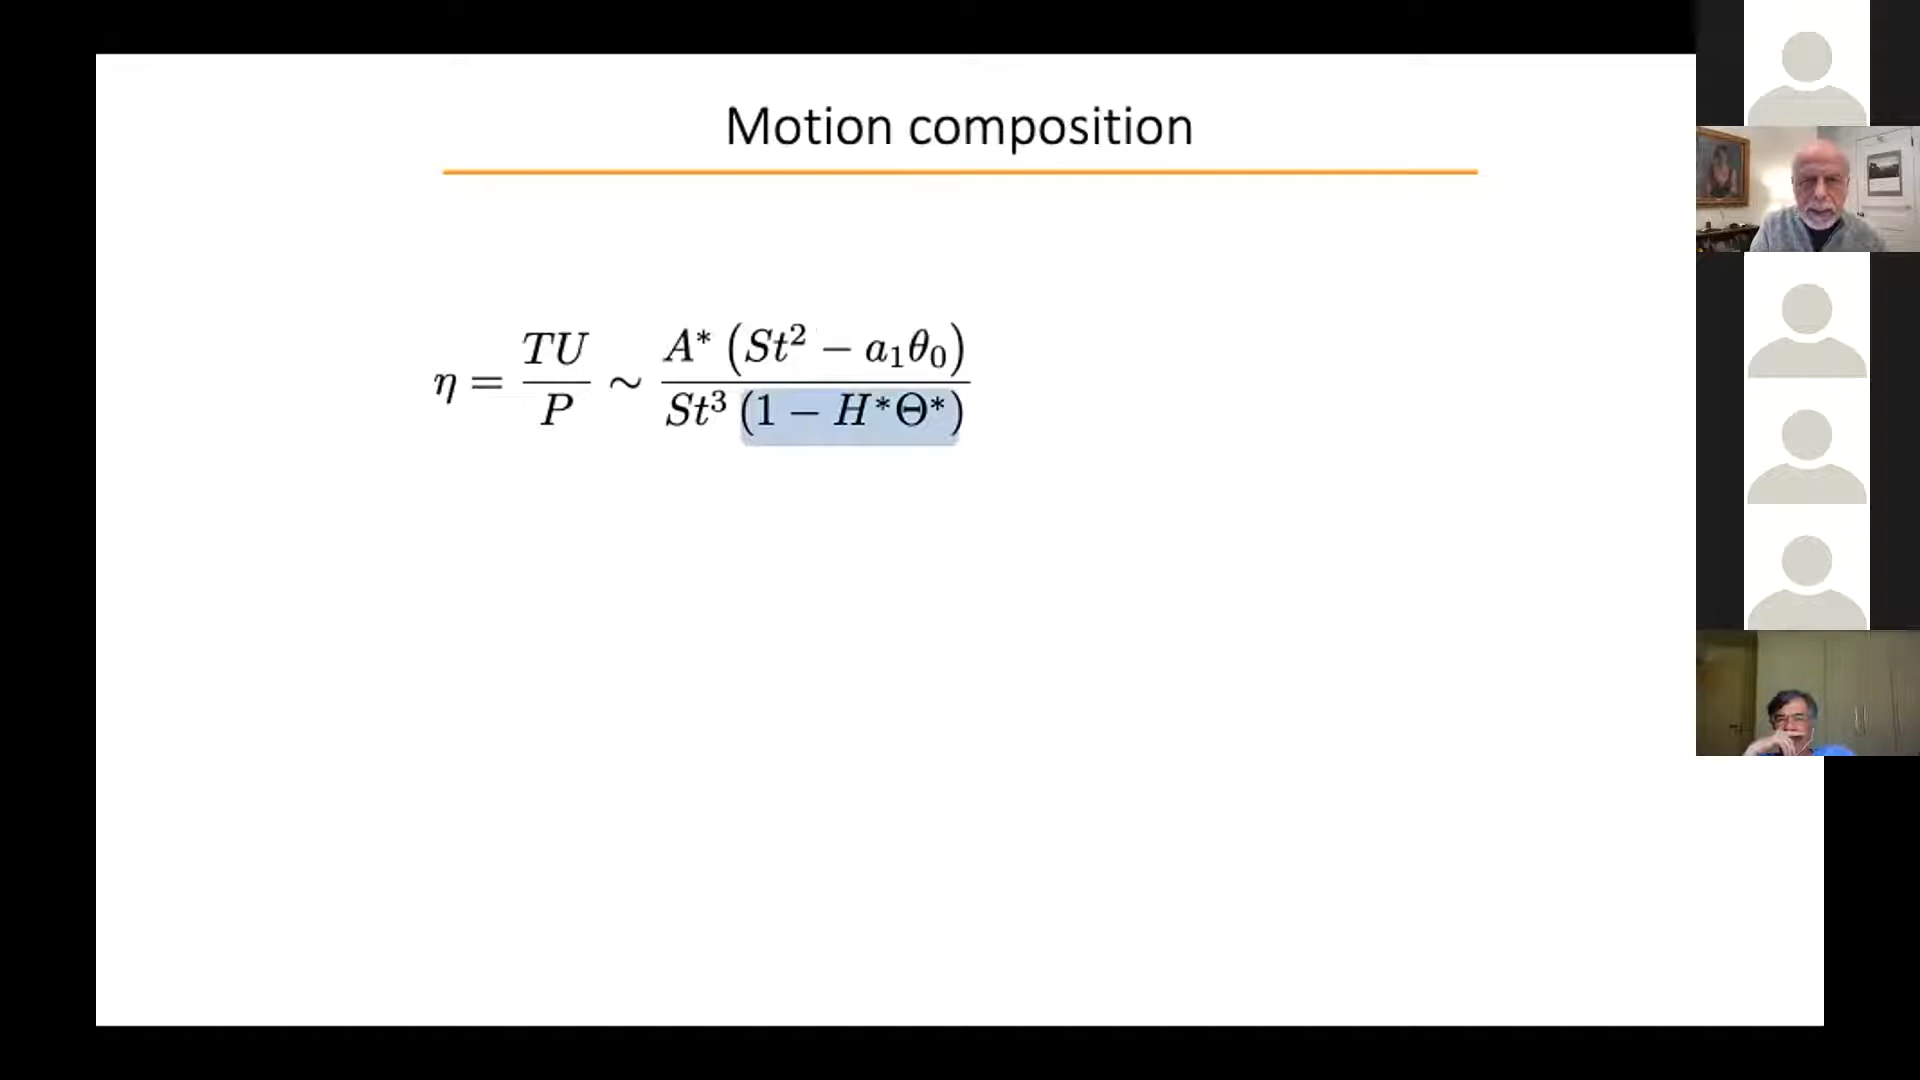 Motion composition
η = TU/P ∼ A* (St² − a₁θ₀) / St³ (1 − H*Θ*)